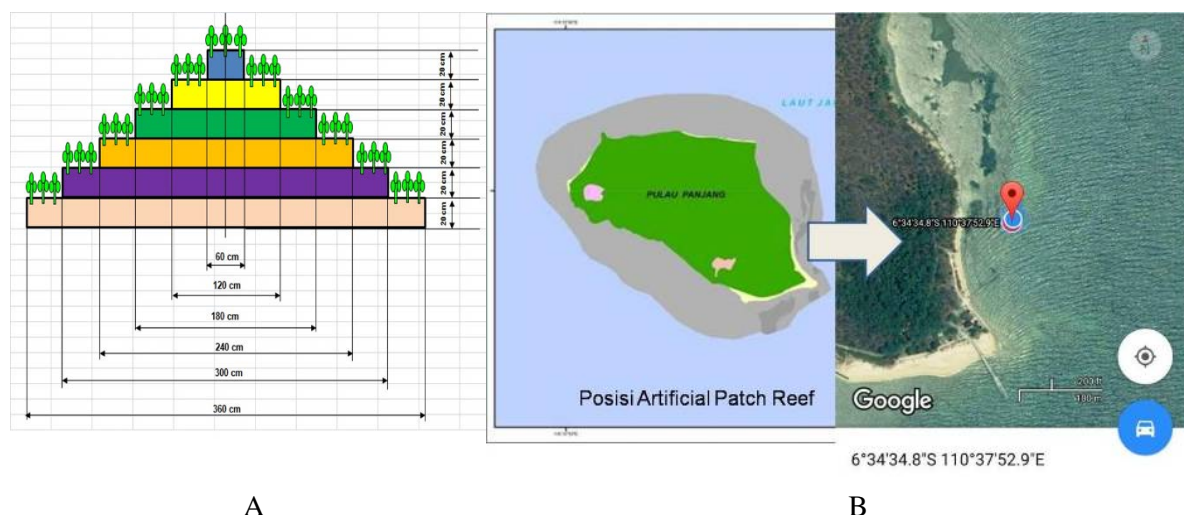 20 cm
20 cm
20 cm
20 cm
20 cm
20 cm
60 cm
120 cm
180 cm
240 cm
300 cm
360 cm
A
LAUT JA
PULAU PANJANG
Posisi Artificial Patch Reef
6°34'34.8"S 110°37'52.9"E
200 ft
100 m
Google
6°34'34.8"S 110°37'52.9"E
B